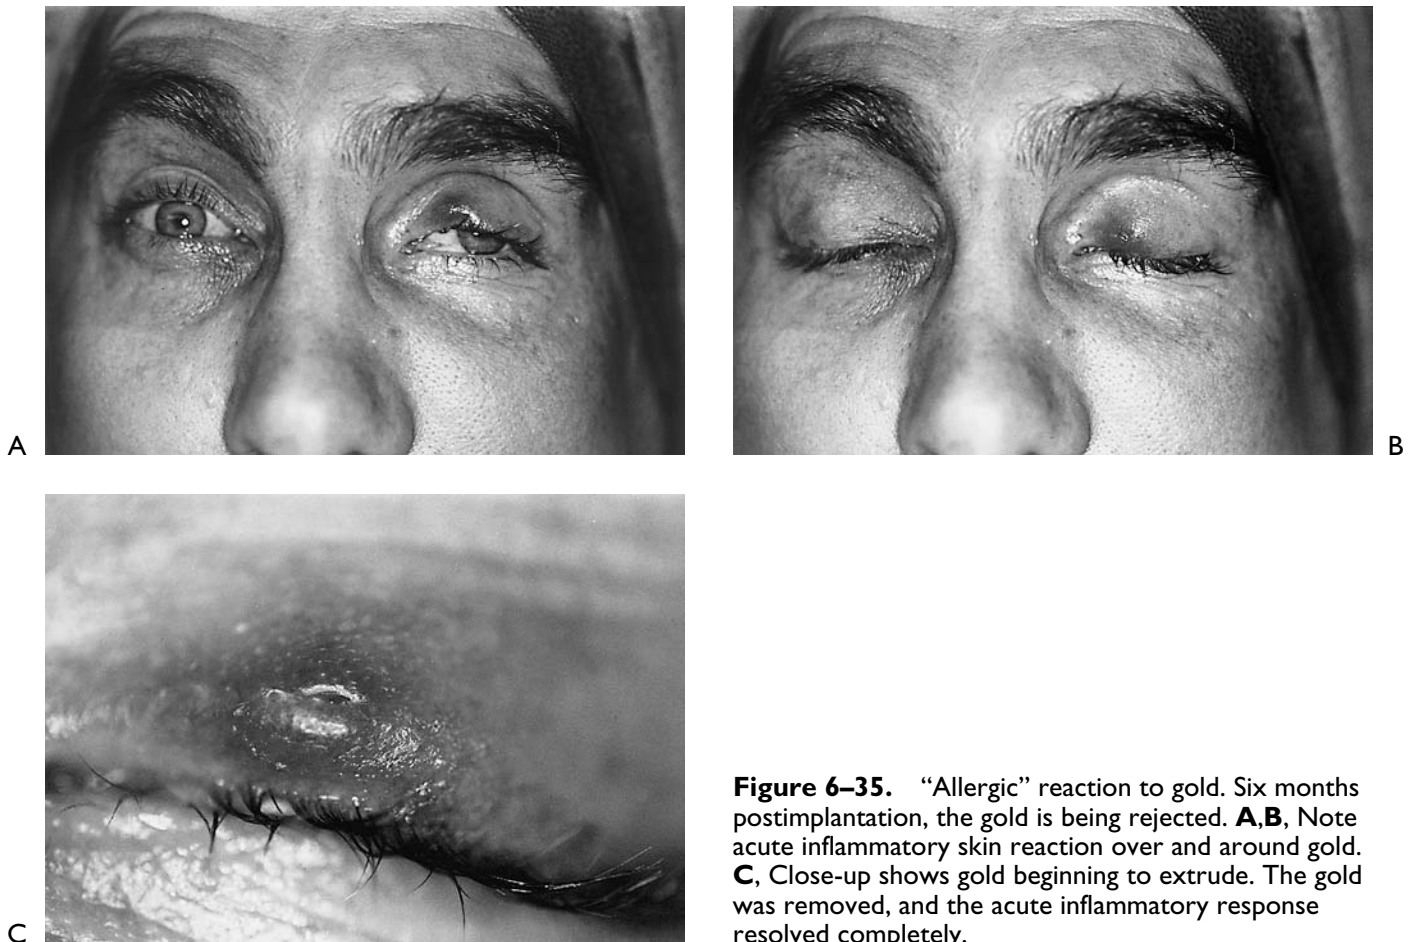 A
B
C
Figure 6–35. “Allergic” reaction to gold. Six months
postimplantation, the gold is being rejected. A,B, Note
acute inflammatory skin reaction over and around gold.
C, Close-up shows gold beginning to extrude. The gold
was removed, and the acute inflammatory response
resolved completely.